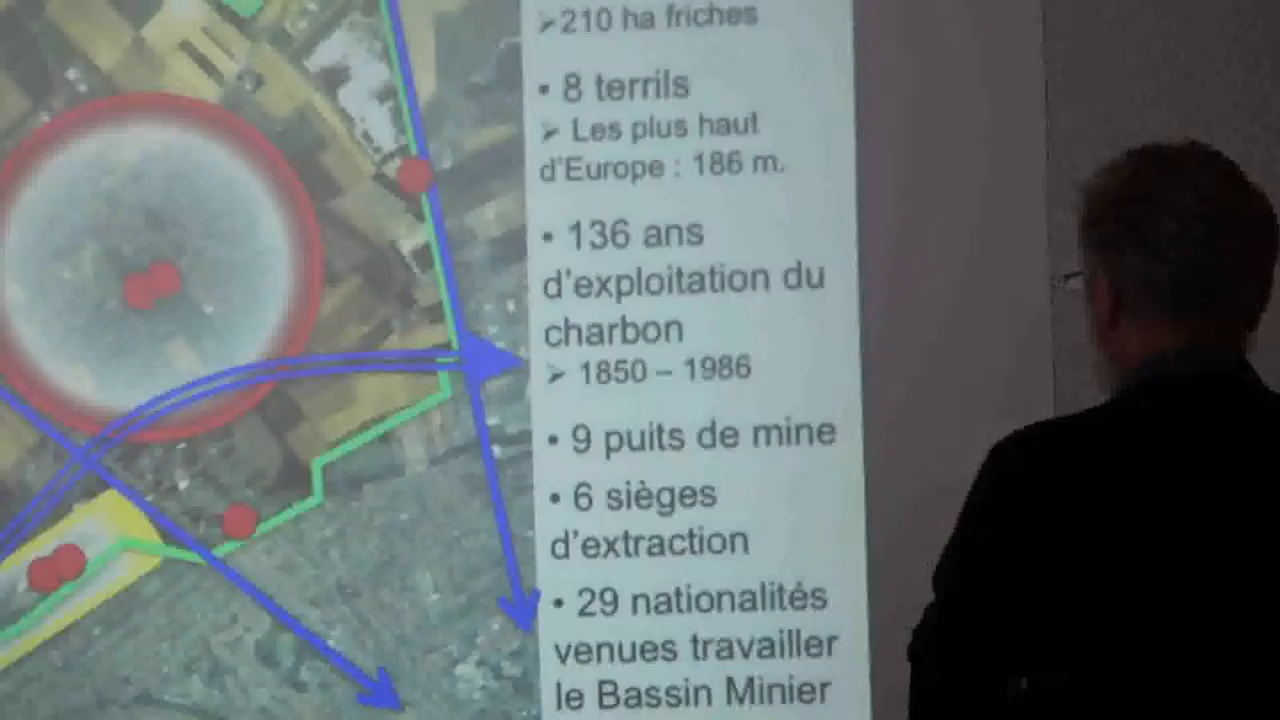 ➢210 ha friches
• 8 terrils
➢ Les plus haut
d'Europe : 186 m.
• 136 ans
d'exploitation du
charbon
➢ 1850 – 1986
• 9 puits de mine
• 6 sièges
d'extraction
• 29 nationalités
venues travailler
le Bassin Minier